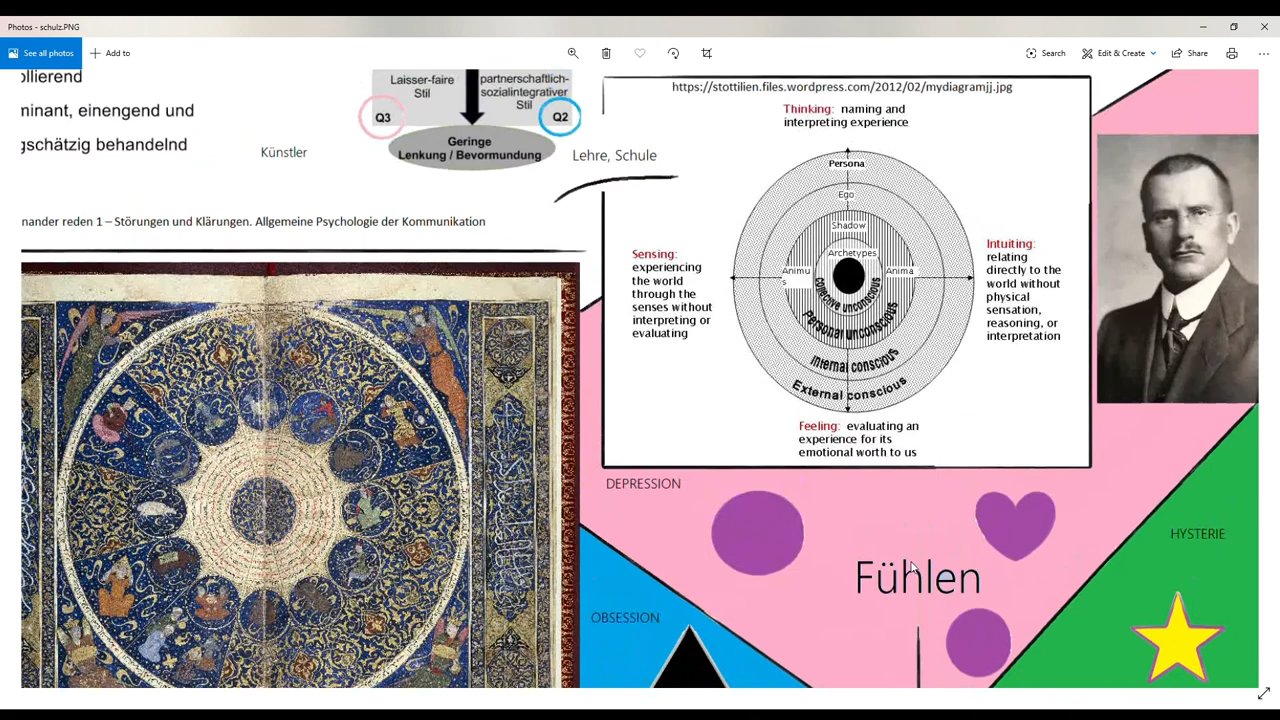 Photos - schulz.PNG
See all photos
Add to
Search
Edit & Create
Share
ollierend
minant, einengend und
gschätzig behandelnd
Künstler
Laisser-faire
Stil
partnerschaftlich-
sozialintegrativer
Stil
Q3
Q2
Geringe
Lenkung / Bevormundung
Lehre, Schule
nander reden 1 – Störungen und Klärungen. Allgemeine Psychologie der Kommunikation
https://stottilien.files.wordpress.com/2012/02/mydiagramjj.jpg
Thinking: naming and
interpreting experience
Persona
Ego
Shadow
Archetypes
Animu
s
Anima
collective unconscious
Personal unconscious
Internal conscious
External conscious
Sensing:
experiencing
the world
through the
senses without
interpreting or
evaluating
Intuiting:
relating
directly to the
world without
physical
sensation,
reasoning, or
interpretation
Feeling: evaluating an
experience for its
emotional worth to us
DEPRESSION
Fühlen
HYSTERIE
OBSESSION